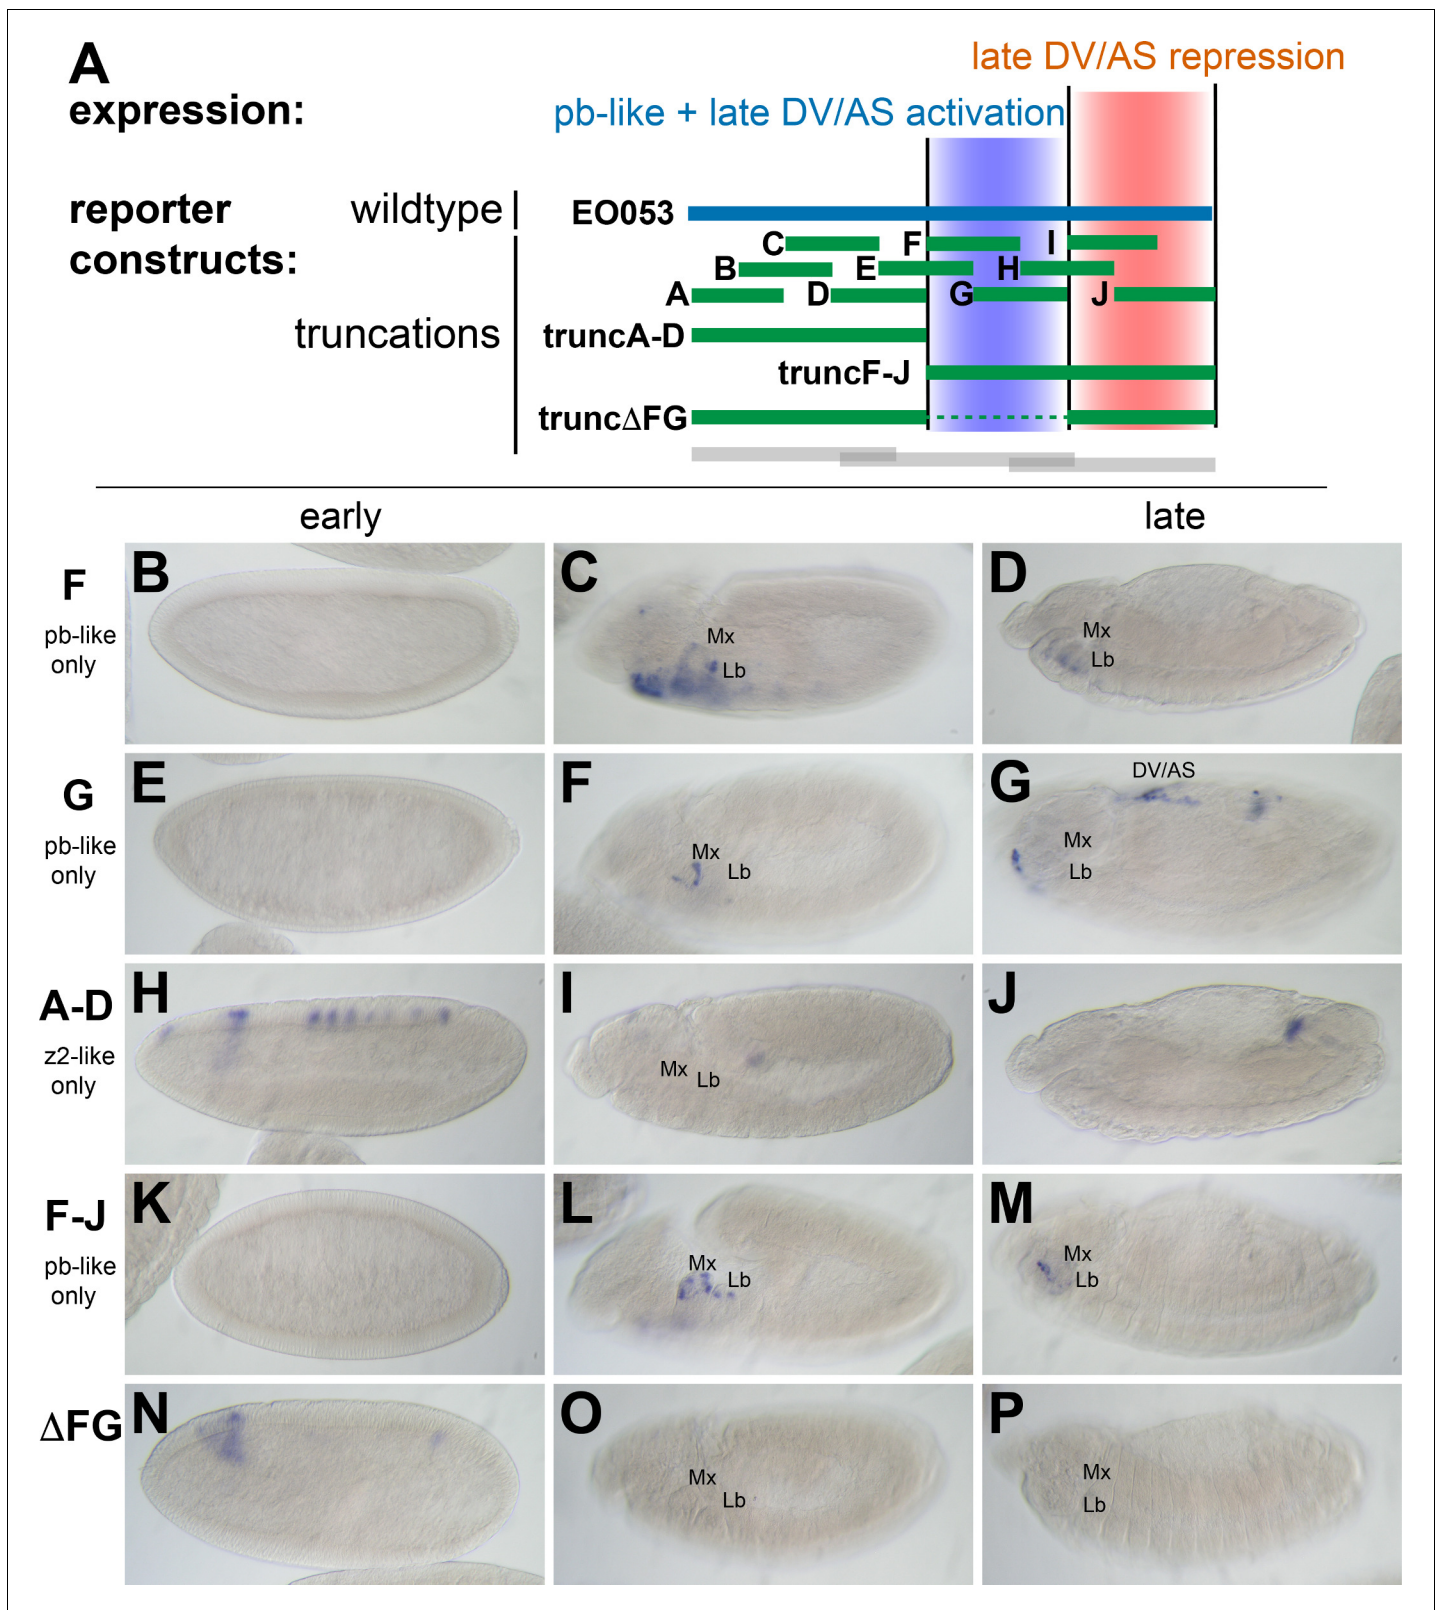 A
late DV/AS repression
expression:
pb-like + late DV/AS activation
reporter
constructs:
wildtype
EO053
C F I
B E H
A D G J
truncations
truncA-D
truncF-J
truncΔFG
early
late
F
pb-like
only
B
C
Mx
Lb
D
Mx
Lb
G
pb-like
only
E
F
Mx
Lb
G
DV/AS
Mx
Lb
A-D
z2-like
only
H
I
Mx
Lb
J
F-J
pb-like
only
K
L
Mx
Lb
M
Mx
Lb
ΔFG
N
O
Mx
Lb
P
Mx
Lb